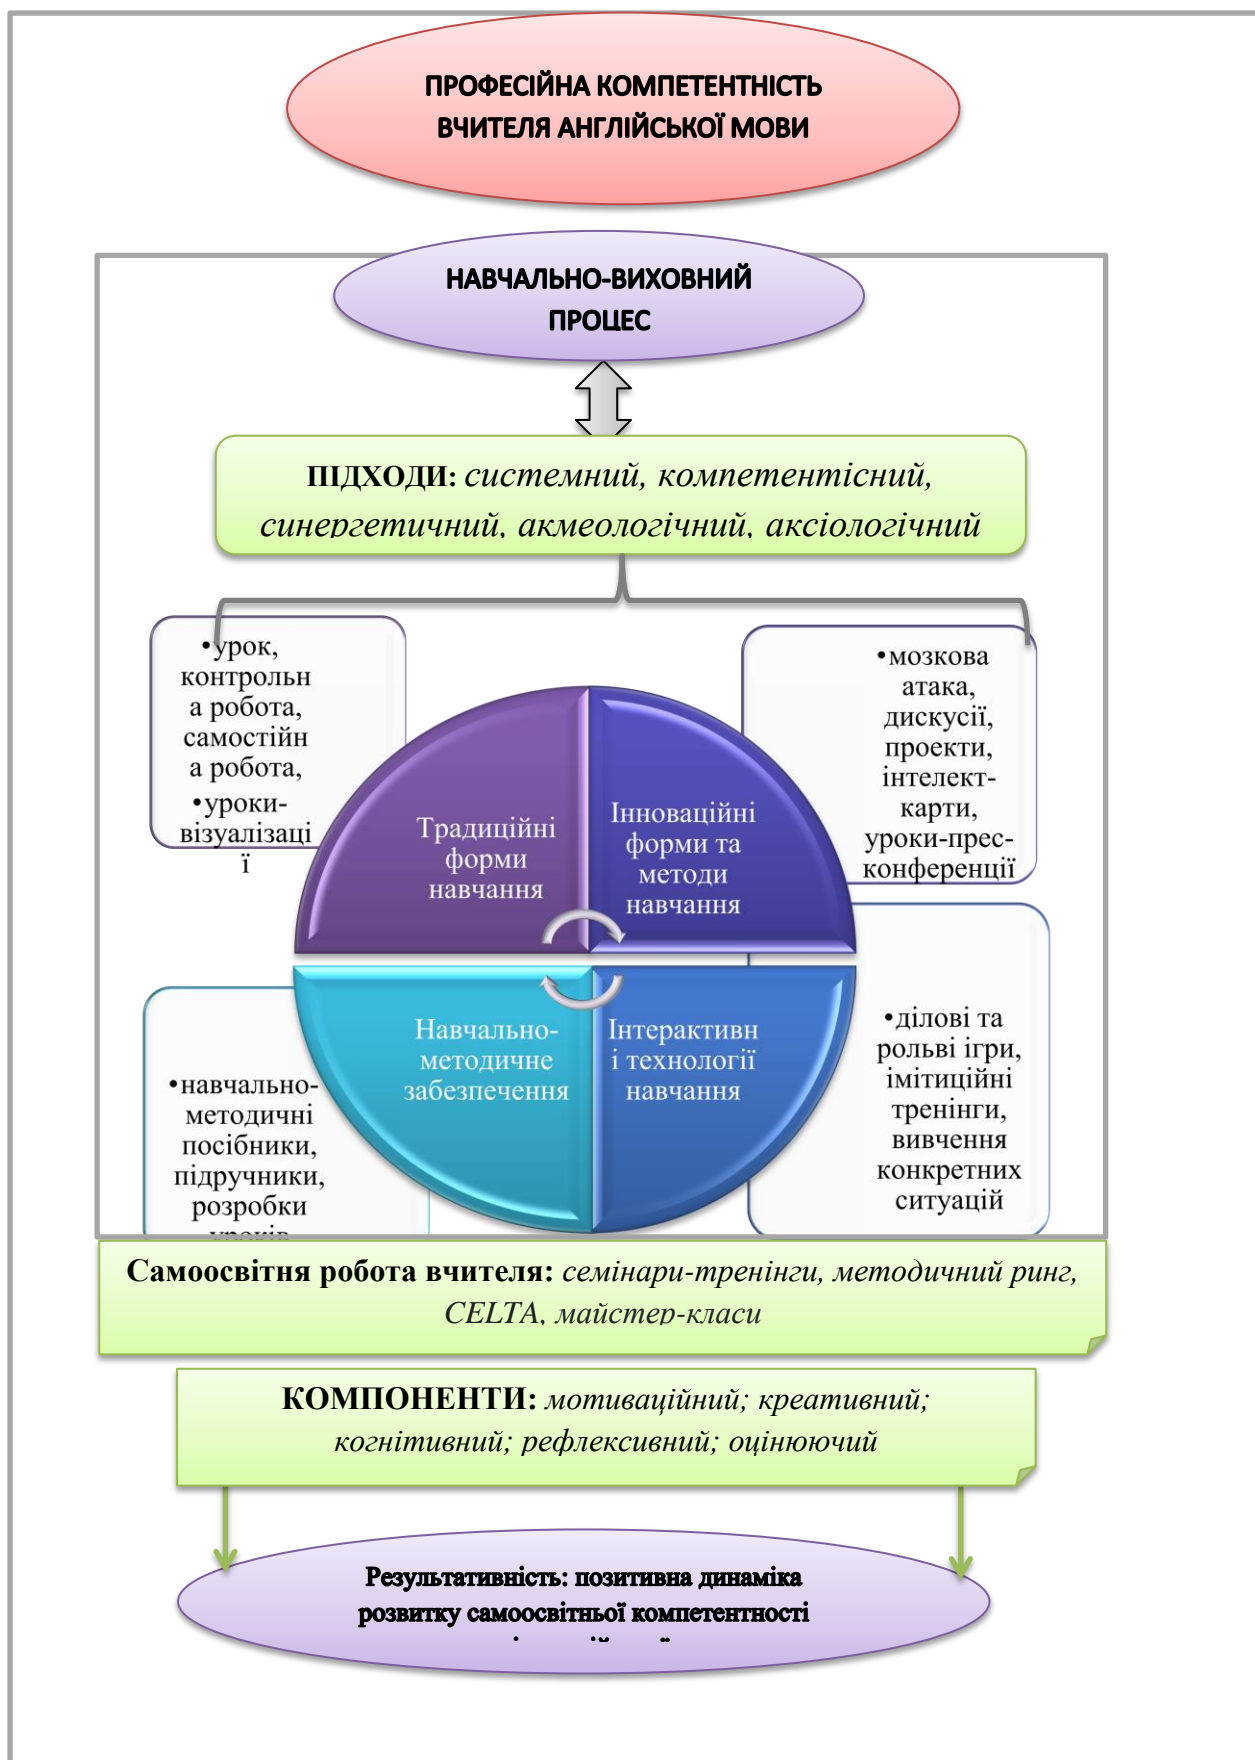 ПРОФЕСІЙНА КОМПЕТЕНТНІСТЬ
ВЧИТЕЛЯ АНГЛІЙСЬКОЇ МОВИ
НАВЧАЛЬНО-ВИХОВНИЙ
ПРОЦЕС
ПІДХОДИ: системний, компетентісний,
синергетичний, акмеологічний, аксіологічний
•урок,
контрольн
а робота,
самостійн
а робота,
•уроки-
візуалізаці
ї
•мозкова
атака,
дискусії,
проекти,
інтелект-
карти,
уроки-прес-
конференції
Традиційні
форми
навчання
Інноваційні
форми та
методи
навчання
Навчально-
методичне
забезпечення
Інтерактивн
і технології
навчання
•навчально-
методичні
посібники,
підручники,
розробки
уроків
•ділові та
рольві ігри,
імітиційні
тренінги,
вивчення
конкретних
ситуацій
Самоосвітня робота вчителя: семінари-тренінги, методичний ринг,
CELTA, майстер-класи
КОМПОНЕНТИ: мотиваційний; креативний;
когнітивний; рефлексивний; оцінюючий
Результативність: позитивна динаміка
розвитку самоосвітньої компетентності